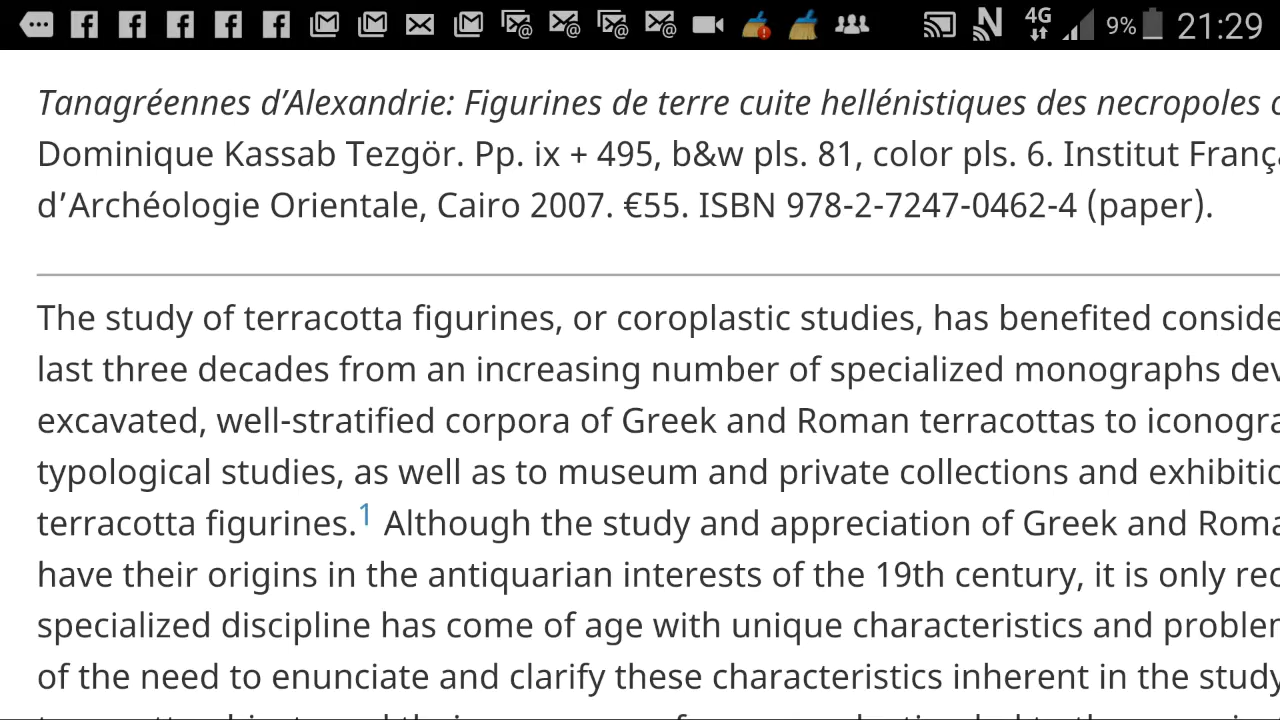 4G 9% 21:29
Tanagréennes d’Alexandrie: Figurines de terre cuite hellénistiques des necropoles
Dominique Kassab Tezgör. Pp. ix + 495, b&w pls. 81, color pls. 6. Institut França
d’Archéologie Orientale, Cairo 2007. €55. ISBN 978-2-7247-0462-4 (paper).
The study of terracotta figurines, or coroplastic studies, has benefited conside
last three decades from an increasing number of specialized monographs dev
excavated, well-stratified corpora of Greek and Roman terracottas to iconogra
typological studies, as well as to museum and private collections and exhibitio
terracotta figurines.1 Although the study and appreciation of Greek and Roma
have their origins in the antiquarian interests of the 19th century, it is only rec
specialized discipline has come of age with unique characteristics and problem
of the need to enunciate and clarify these characteristics inherent in the study